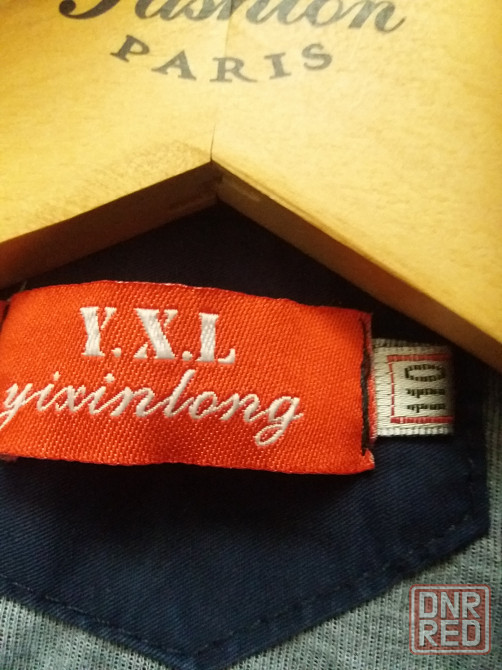 Fashion
PARIS
Y.X.L
yixinlong
110
DNR
RED